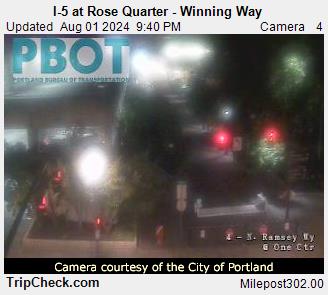 I-5 at Rose Quarter - Winning Way
Updated Aug 01 2024 9:40 PM Camera 4
PBOT
PORTLAND BUREAU OF TRANSPORTATION
4 - N. Ramsey Wy
@ One Ctr
Camera courtesy of the City of Portland
TripCheck.com Milepost302.00